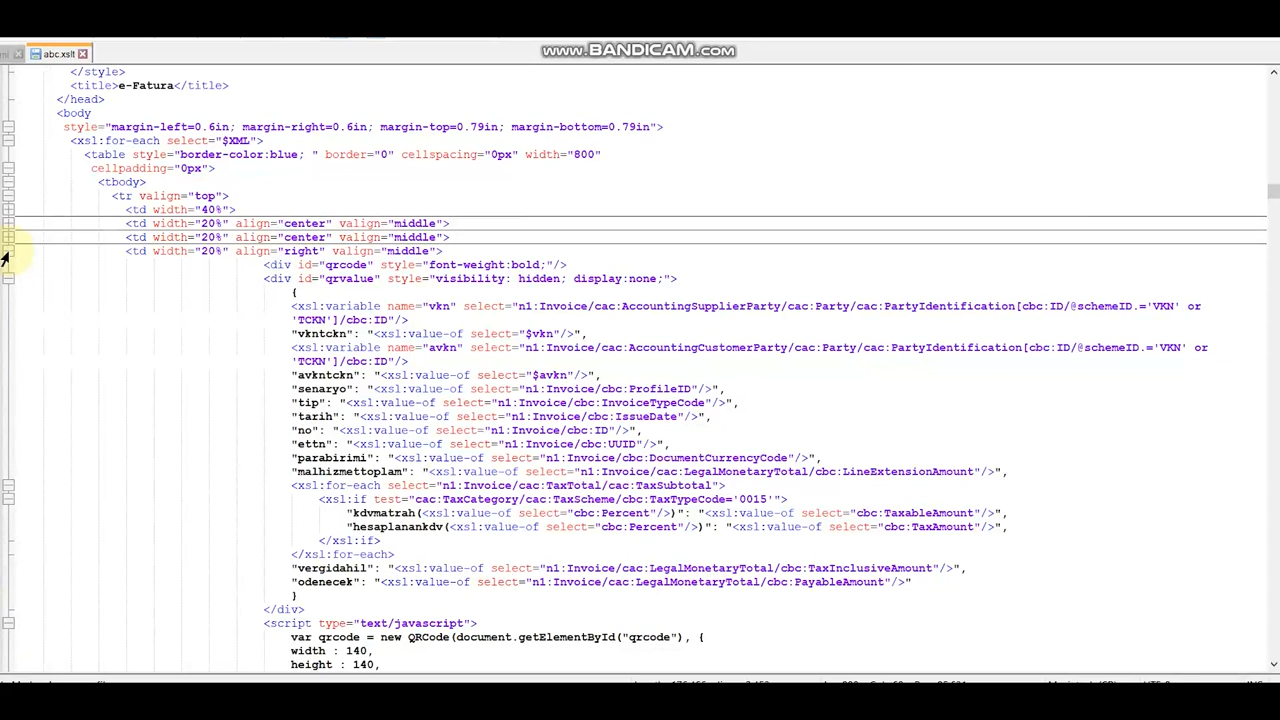 www.BANDICAM.com
abc.xslt
</style>
<title>e-Fatura</title>
</head>
<body
style="margin-left=0.6in; margin-right=0.6in; margin-top=0.79in; margin-bottom=0.79in">
<xsl:for-each select="$XML">
<table style="border-color:blue; " border="0" cellspacing="0px" width="800"
cellpadding="0px">
<tbody>
<tr valign="top">
<td width="40%">
<td width="20%" align="center" valign="middle">
<td width="20%" align="center" valign="middle">
<td width="20%" align="right" valign="middle">
<div id="qrcode" style="font-weight:bold;"/>
<div id="qrvalue" style="visibility: hidden; display:none;">
{
<xsl:variable name="vkn" select="n1:Invoice/cac:AccountingSupplierParty/cac:Party/cac:PartyIdentification[cbc:ID/@schemeID.='VKN' or
'TCKN']/cbc:ID"/>
"vkntckn": "<xsl:value-of select="$vkn"/>",
<xsl:variable name="avkn" select="n1:Invoice/cac:AccountingCustomerParty/cac:Party/cac:PartyIdentification[cbc:ID/@schemeID.='VKN' or
'TCKN']/cbc:ID"/>
"avkntckn": "<xsl:value-of select="$avkn"/>",
"senaryo": "<xsl:value-of select="n1:Invoice/cbc:ProfileID"/>",
"tip": "<xsl:value-of select="n1:Invoice/cbc:InvoiceTypeCode"/>",
"tarih": "<xsl:value-of select="n1:Invoice/cbc:IssueDate"/>",
"no": "<xsl:value-of select="n1:Invoice/cbc:ID"/>",
"ettn": "<xsl:value-of select="n1:Invoice/cbc:UUID"/>",
"parabirimi": "<xsl:value-of select="n1:Invoice/cbc:DocumentCurrencyCode"/>",
"malhizmettoplam": "<xsl:value-of select="n1:Invoice/cac:LegalMonetaryTotal/cbc:LineExtensionAmount"/>",
<xsl:for-each select="n1:Invoice/cac:TaxTotal/cac:TaxSubtotal">
<xsl:if test="cac:TaxCategory/cac:TaxScheme/cbc:TaxTypeCode='0015'">
"kdvmatrah(<xsl:value-of select="cbc:Percent"/>)": "<xsl:value-of select="cbc:TaxableAmount"/>",
"hesaplanankdv(<xsl:value-of select="cbc:Percent"/>)": "<xsl:value-of select="cbc:TaxAmount"/>",
</xsl:if>
</xsl:for-each>
"vergidahil": "<xsl:value-of select="n1:Invoice/cac:LegalMonetaryTotal/cbc:TaxInclusiveAmount"/>",
"odenecek": "<xsl:value-of select="n1:Invoice/cac:LegalMonetaryTotal/cbc:PayableAmount"/>"
}
</div>
<script type="text/javascript">
var qrcode = new QRCode(document.getElementById("qrcode"), {
width : 140,
height : 140,